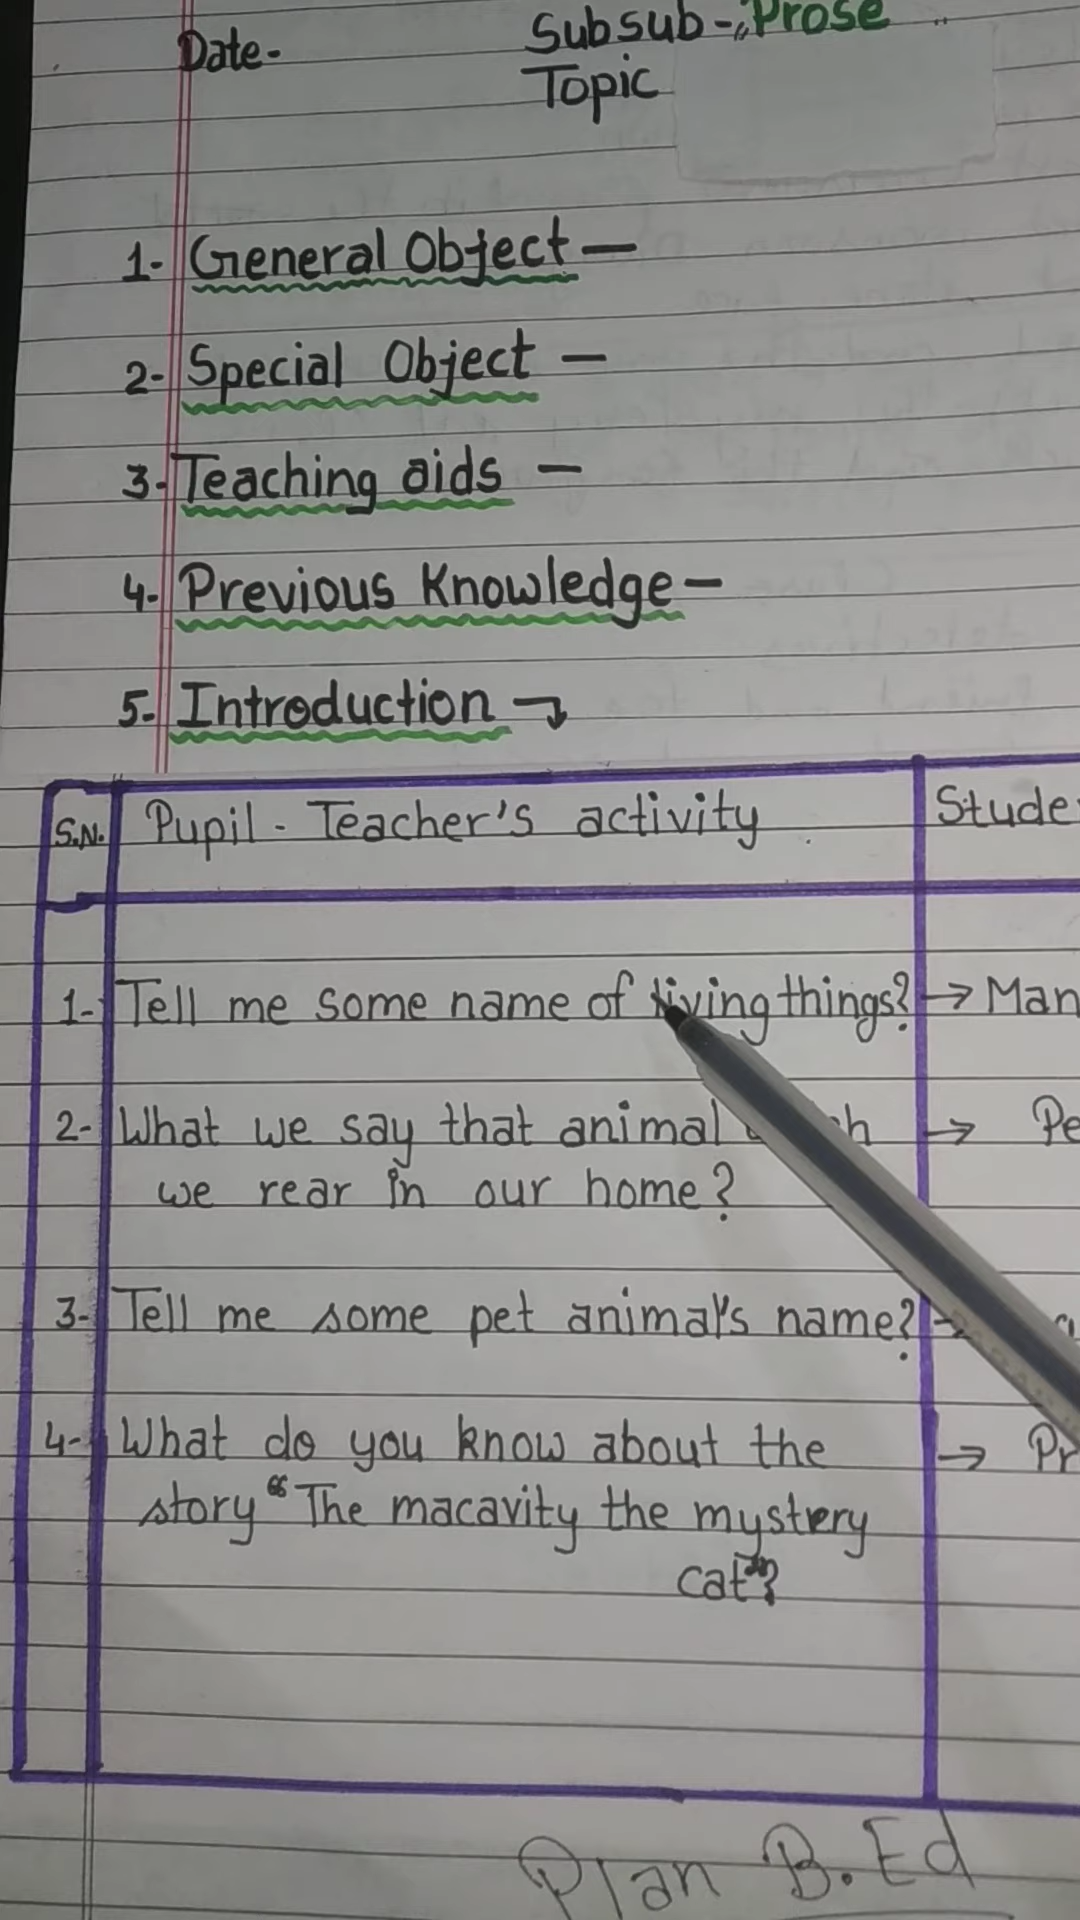 Date-
Subsub-"Prose"
Topic
1- General Object —
2- Special Object —
3- Teaching aids —
4- Previous Knowledge —
5- Introduction
S.N. Pupil - Teacher's activity
1- Tell me some name of living things? → Man
2- What we say that animal →
we rear in our home?
3- Tell me some pet animal's name?
4- What do you know about the →
story "The macavity the mystery
cat"?
Plan B.Ed